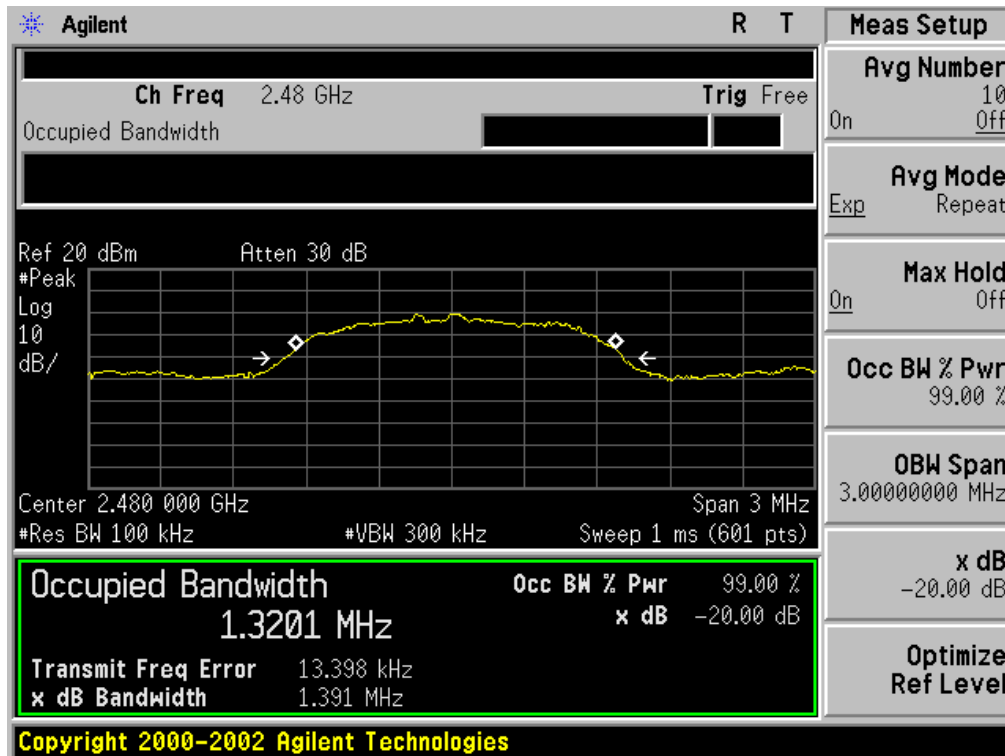 Agilent R T
Ch Freq 2.48 GHz Trig Free
Occupied Bandwidth
Ref 20 dBm Atten 30 dB
#Peak
Log
10
dB/
Center 2.480 000 GHz Span 3 MHz
#Res BW 100 kHz #VBW 300 kHz Sweep 1 ms (601 pts)
Occupied Bandwidth
1.3201 MHz
Occ BW % Pwr 99.00 %
x dB -20.00 dB
Transmit Freq Error 13.398 kHz
x dB Bandwidth 1.391 MHz
Copyright 2000-2002 Agilent Technologies
Meas Setup
Avg Number
10
On Off
Avg Mode
Exp Repeat
Max Hold
On Off
Occ BW % Pwr
99.00 %
OBW Span
3.00000000 MHz
x dB
-20.00 dB
Optimize
Ref Level